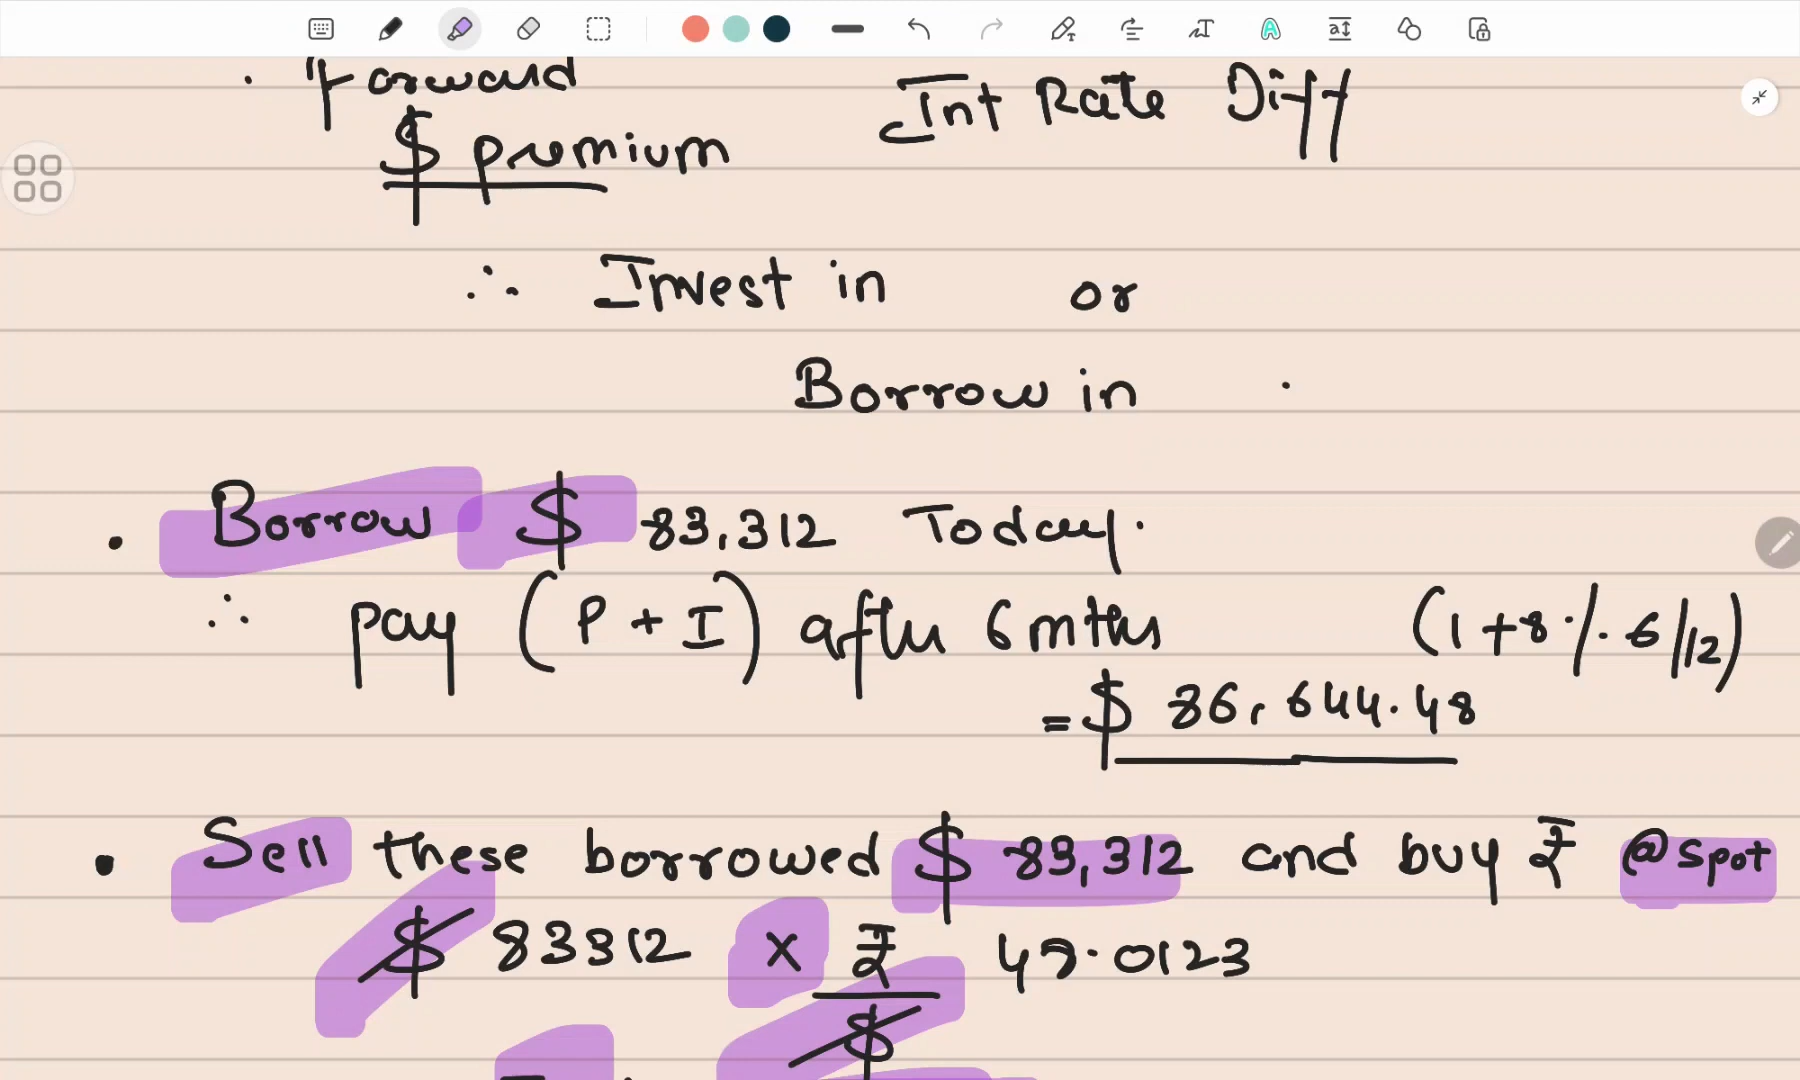 · Forward Int Rate Diff
$ premium
∴ Invest in or
Borrow in ·
• Borrow $ 83,312 Today.
∴ pay (P + I) after 6 mths (1 + 8 % . 6/12)
= $ 86,644.48
• Sell these borrowed $ 83,312 and buy ₹ @spot
$ 83312 × ₹/$ 48.0123